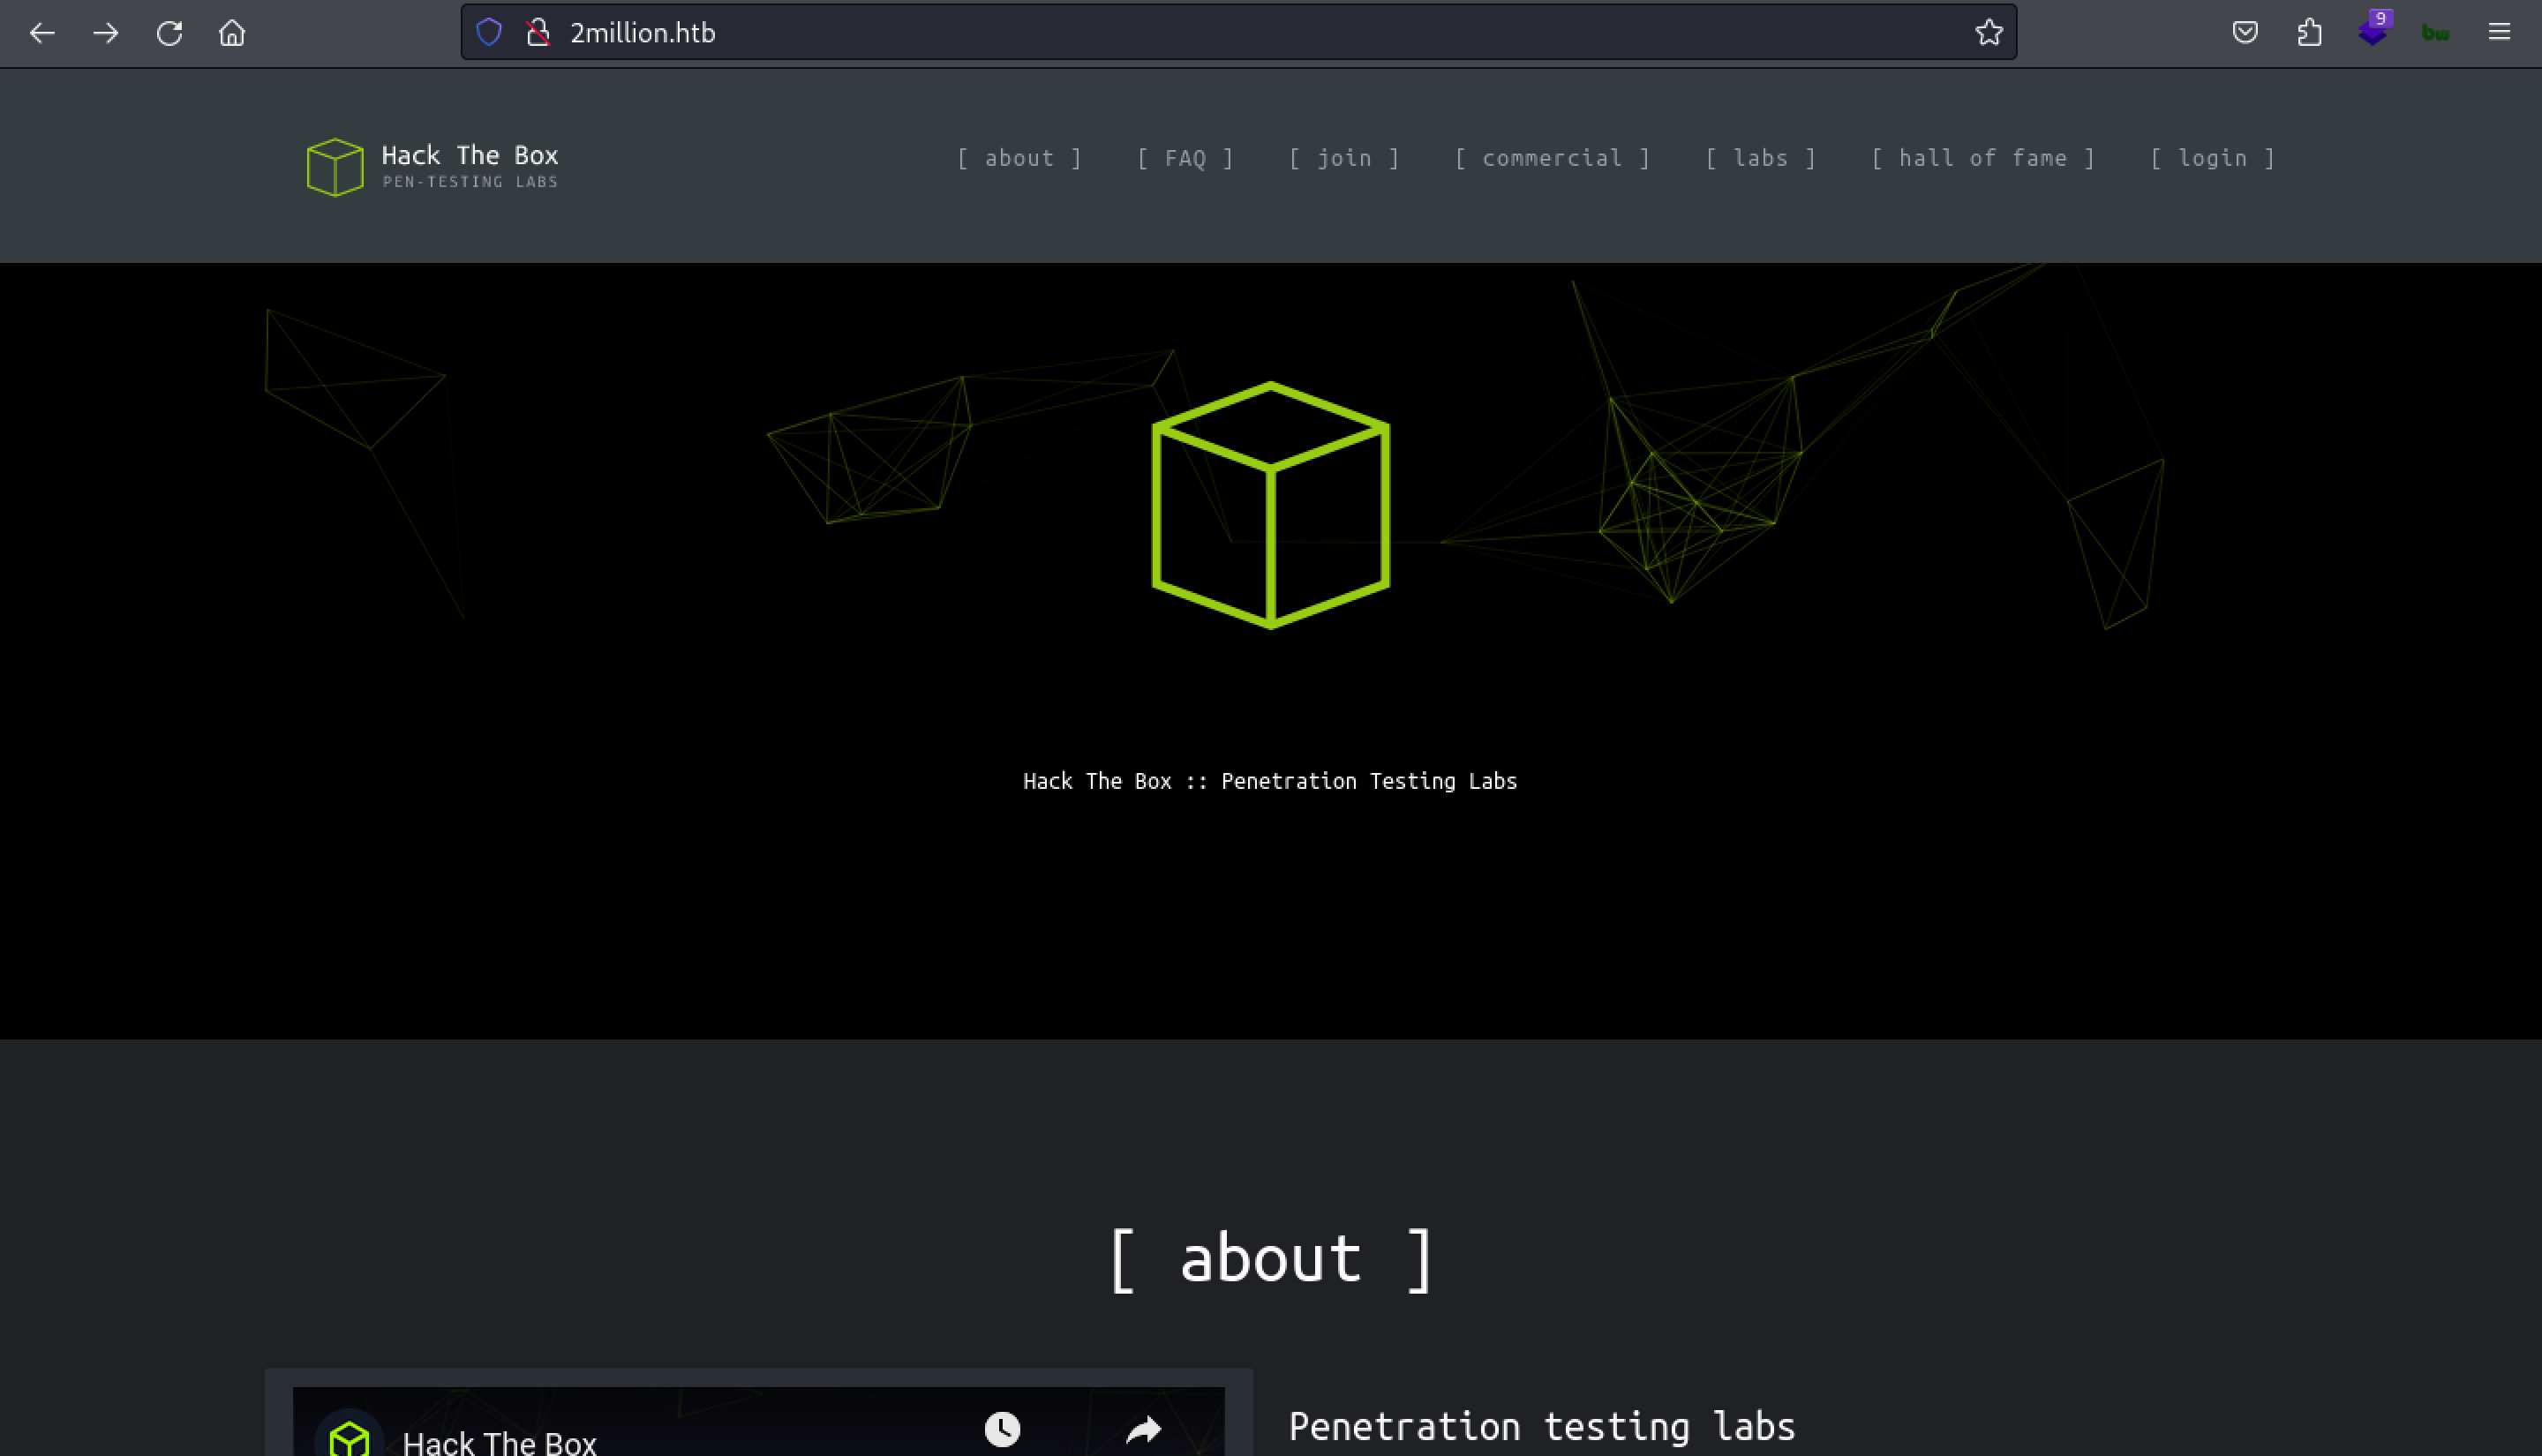 2million.htb
9
bw
Hack The Box
PEN-TESTING LABS
[ about ] [ FAQ ] [ join ] [ commercial ] [ labs ] [ hall of fame ] [ login ]
Hack The Box :: Penetration Testing Labs
[ about ]
Hack The Box
Penetration testing labs